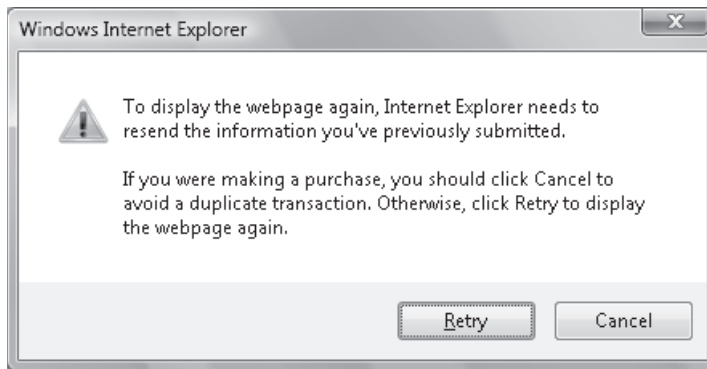 Windows Internet Explorer
To display the webpage again, Internet Explorer needs to
resend the information you've previously submitted.
If you were making a purchase, you should click Cancel to
avoid a duplicate transaction. Otherwise, click Retry to display
the webpage again.
Retry
Cancel